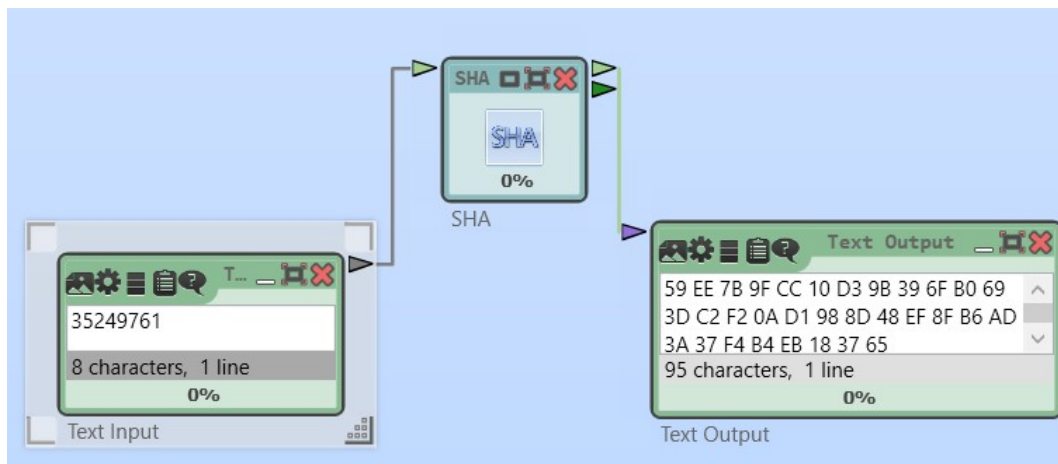 SHA
SHA
0%
SHA
T...
35249761
8 characters, 1 line
0%
Text Input
Text Output
59 EE 7B 9F CC 10 D3 9B 39 6F B0 69
3D C2 F2 0A D1 98 8D 48 EF 8F B6 AD
3A 37 F4 B4 EB 18 37 65
95 characters, 1 line
0%
Text Output